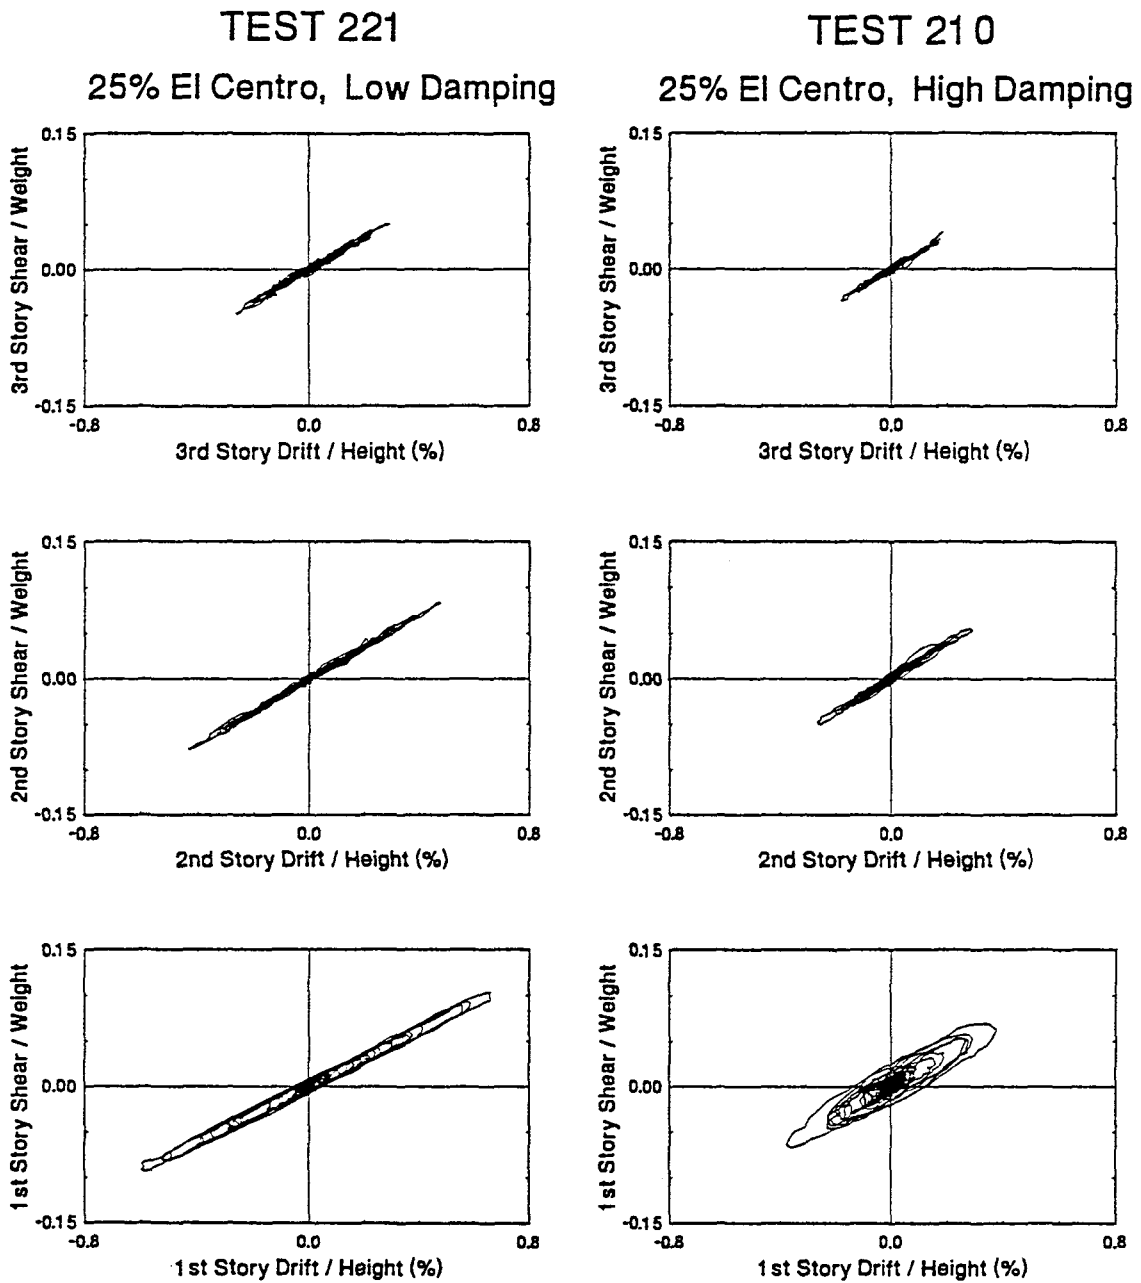 TEST 221
25% El Centro, Low Damping
3rd Story Shear / Weight
0.15
0.00
-0.15
-0.8
0.0
0.8
3rd Story Drift / Height (%)
2nd Story Shear / Weight
0.15
0.00
-0.15
-0.8
0.0
0.8
2nd Story Drift / Height (%)
1st Story Shear / Weight
0.15
0.00
-0.15
-0.8
0.0
0.8
1st Story Drift / Height (%)
TEST 210
25% El Centro, High Damping
3rd Story Shear / Weight
0.15
0.00
-0.15
-0.8
0.0
0.8
3rd Story Drift / Height (%)
2nd Story Shear / Weight
0.15
0.00
-0.15
-0.8
0.0
0.8
2nd Story Drift / Height (%)
1st Story Shear / Weight
0.15
0.00
-0.15
-0.8
0.0
0.8
1st Story Drift / Height (%)